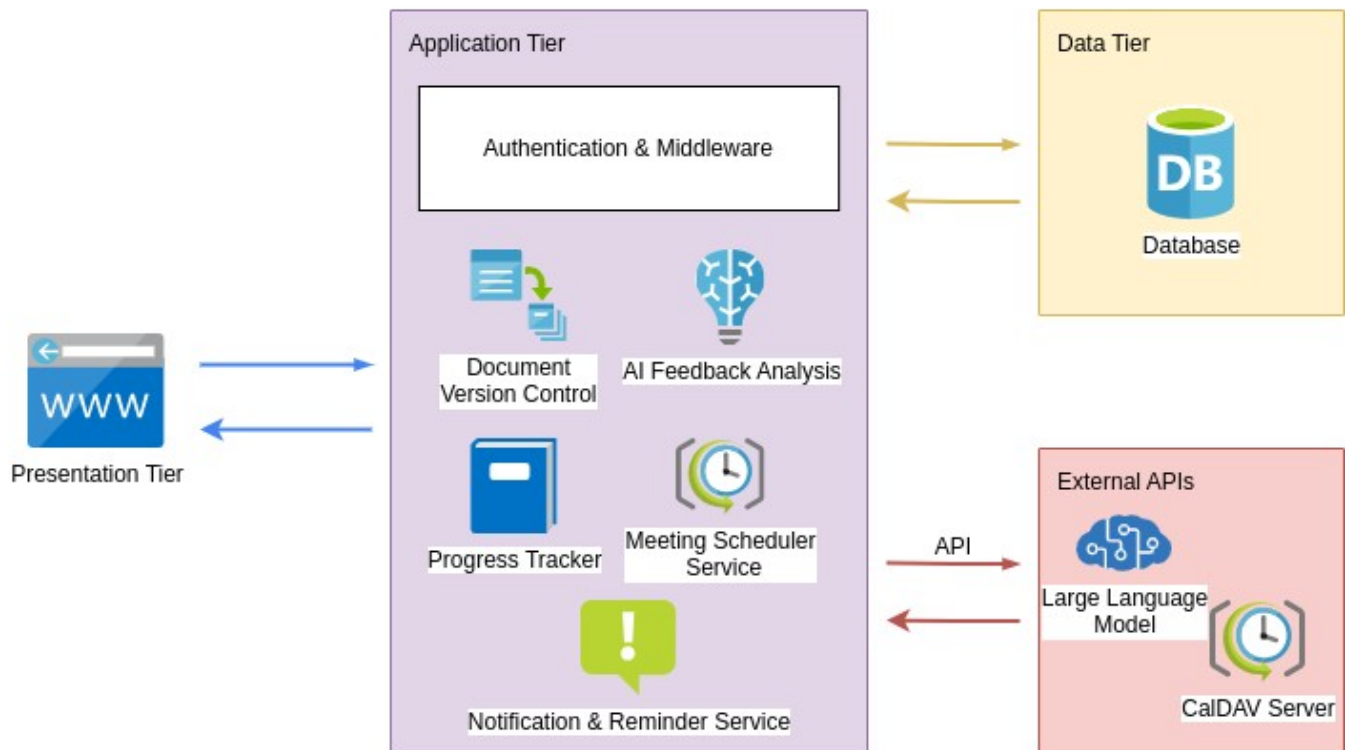 Application Tier
Authentication & Middleware
Document
Version Control
AI Feedback Analysis
Progress Tracker
Meeting Scheduler
Service
Notification & Reminder Service
WWW
Presentation Tier
Data Tier
DB
Database
API
External APIs
Large Language
Model
CalDAV Server